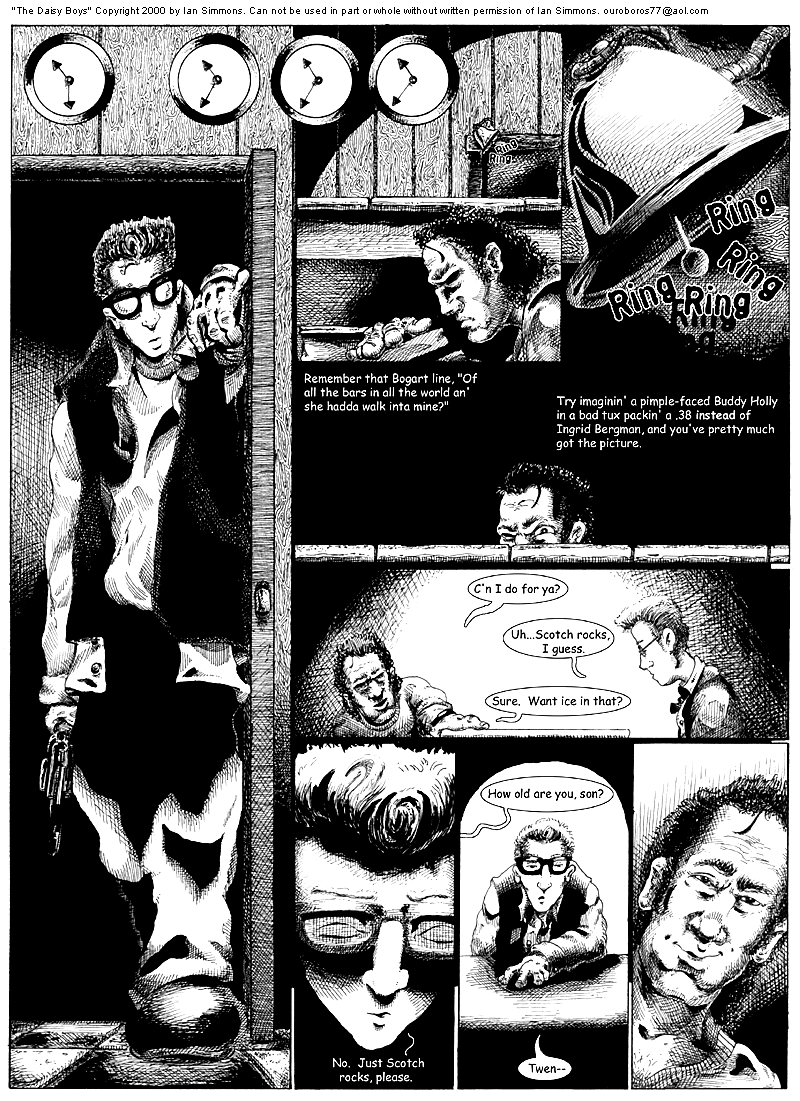 "The Daisy Boys" Copyright 2000 by Ian Simmons. Can not be used in part or whole without written permission of Ian Simmons. ouroboros77@aol.com
Ring
Ring
Ring
Ring
Ring
Ring
Ring
Remember that Bogart line, "Of
all the bars in all the world an'
she hadda walk inta mine?"
Try imaginin' a pimple-faced Buddy Holly
in a bad tux packin' a .38 instead of
Ingrid Bergman, and you've pretty much
got the picture.
C'n I do for ya?
Uh...Scotch rocks,
I guess.
Sure. Want ice in that?
No. Just Scotch
rocks, please.
How old are you, son?
Twen--